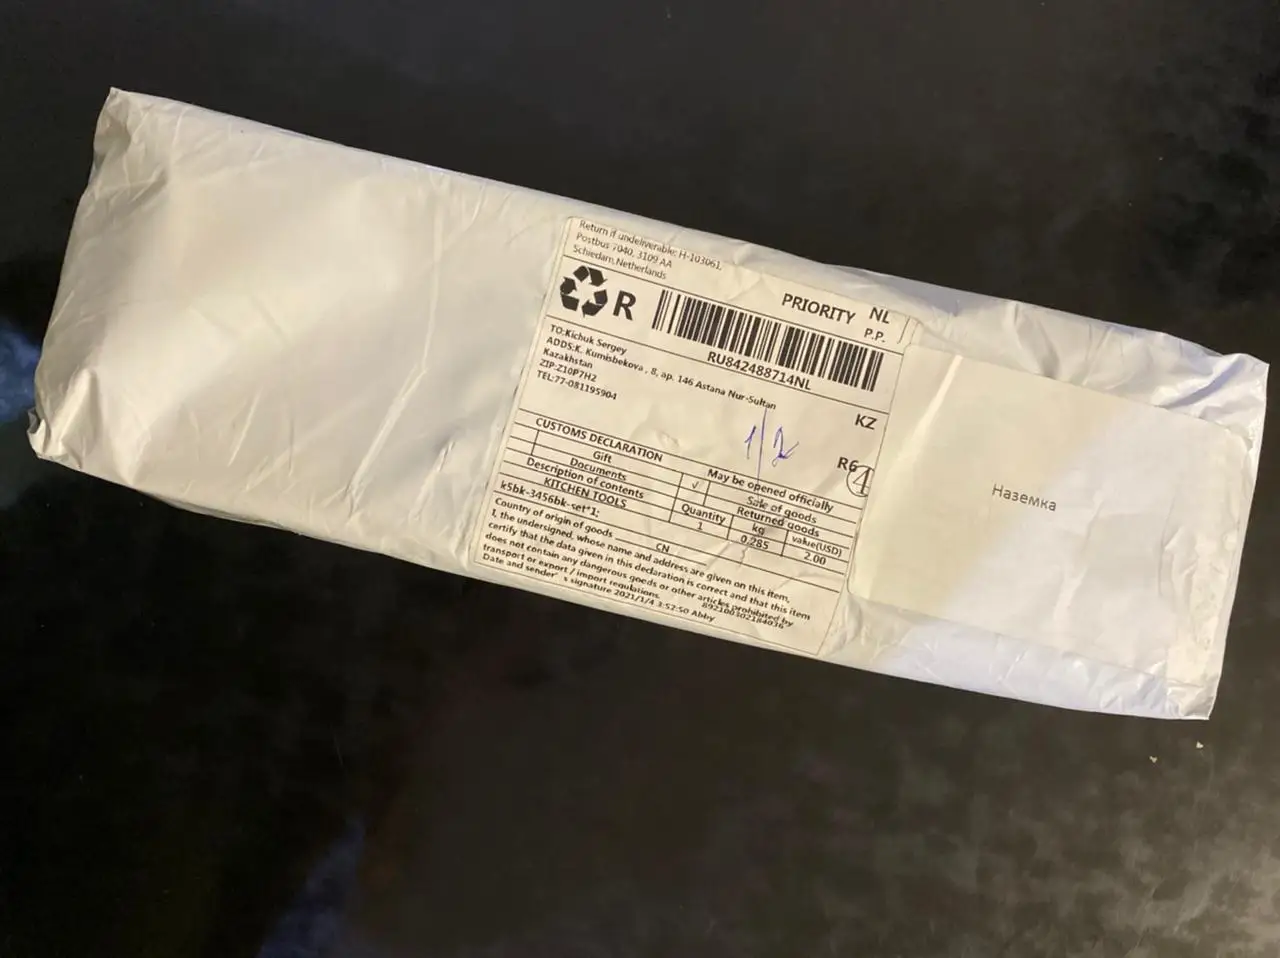 Return if undeliverable: H-103061,
Postbus 7040, 3109 AA
Schiedam, Netherlands
R
PRIORITY NL
P.P.
RU842488714NL
TO:Kichuk Sergey
ADDS:K. Kumisbekova , 8, ap. 146 Astana Nur-Sultan
Kazakhstan
ZIP:Z10P7H2
TEL:77-081195904
KZ
R6 1
CUSTOMS DECLARATION May be opened officially
Gift ✓ Sale of goods
Documents Returned goods
Description of contents Quantity kg value(USD)
KITCHEN TOOLS 1 0.285 2.00
k5bk-3456bk-set*1;
Country of origin of goods CN
I, the undersigned, whose name and address are given on this item,
certify that the data given in this declaration is correct and that this item
does not contain any dangerous goods or other articles prohibited by
transport or export / import regulations. 892100302184036
Date and sender' s signature 2021/1/4 3:52:50 Abby
Наземка